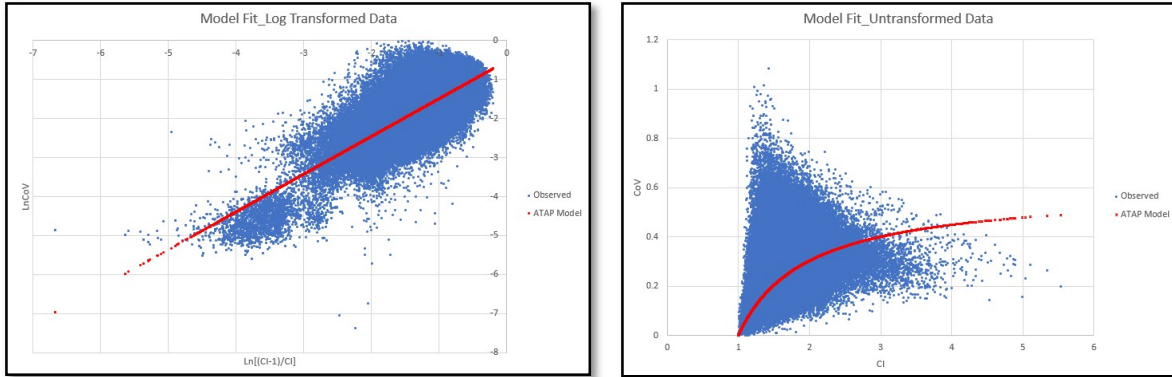 Model Fit_Log Transformed Data
-7 -6 -5 -4 -3 -2 -1 0
0
-1
-2
-3
-4
-5
-6
-7
-8
LnCoV
Ln[(CI-1)/CI]
Observed
ATAP Model
Model Fit_Untransformed Data
1.2
1
0.8
0.6
0.4
0.2
0
CoV
0 1 2 3 4 5 6
CI
Observed
ATAP Model